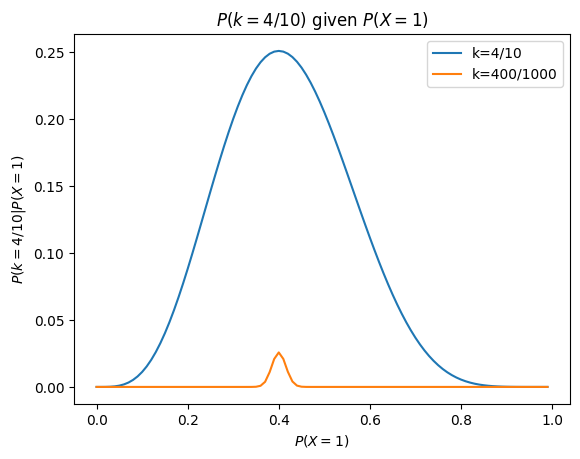 P(k = 4/10) given P(X = 1)
k=4/10
k=400/1000
0.25
0.20
0.15
0.10
0.05
0.00
P(k = 4/10|P(X = 1)
0.0 0.2 0.4 0.6 0.8 1.0
P(X = 1)